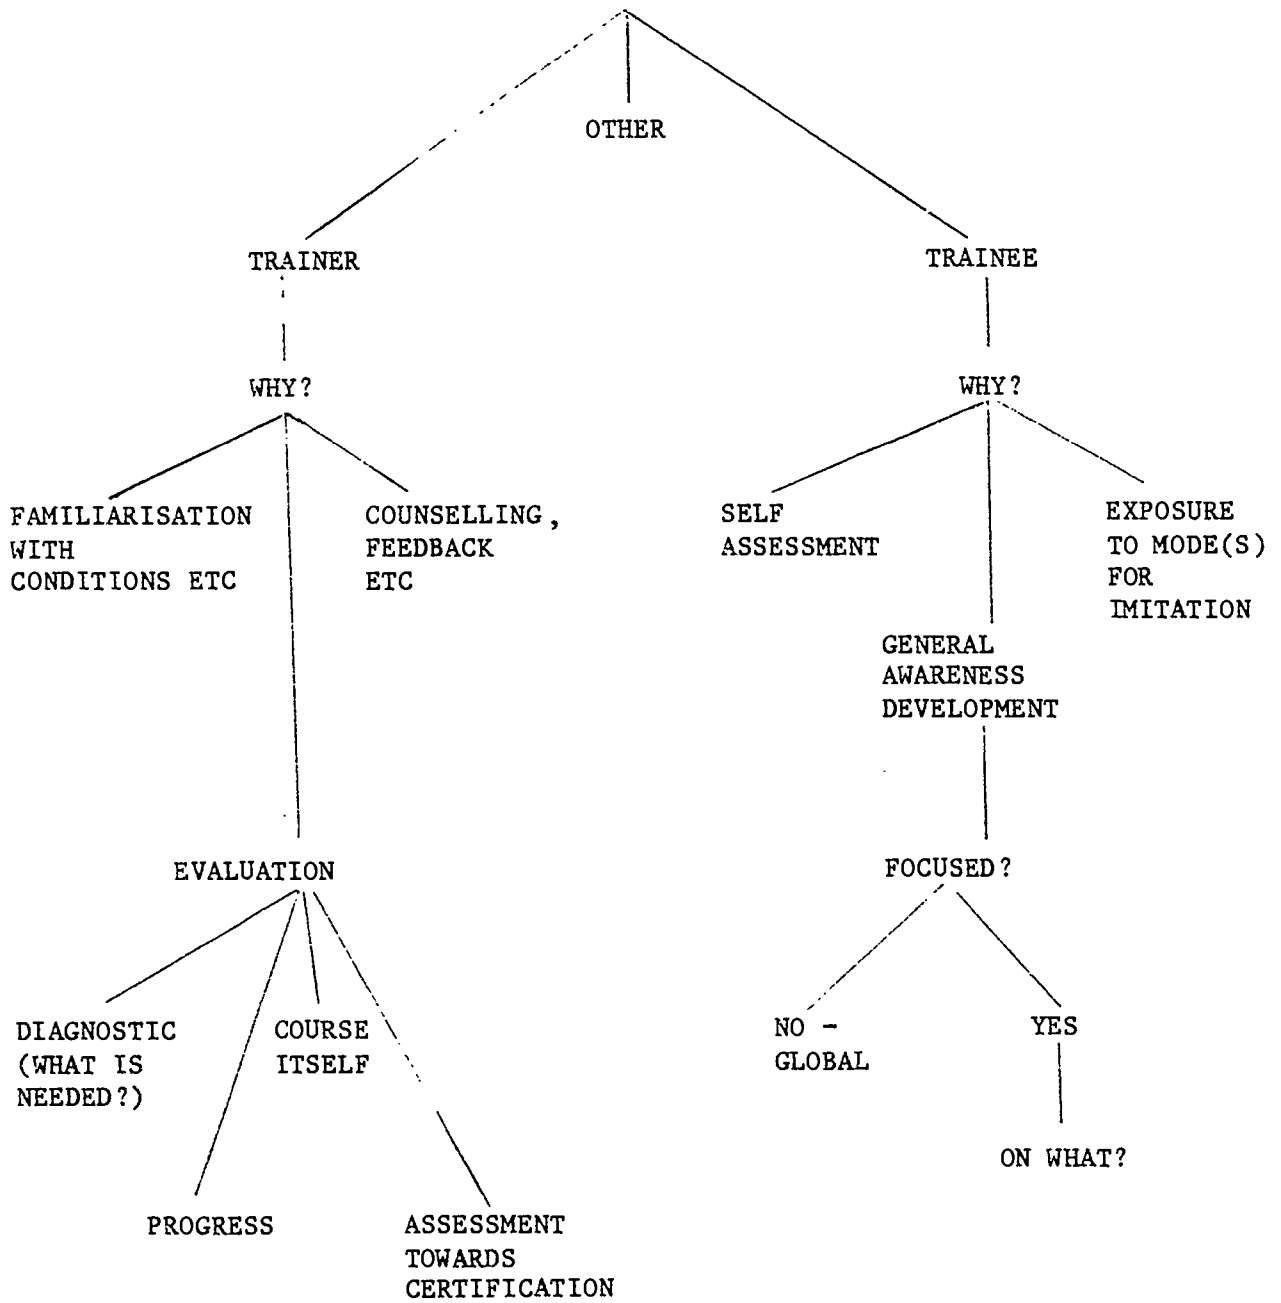 OTHER
TRAINER
TRAINEE
WHY?
WHY?
FAMILIARISATION
WITH
CONDITIONS ETC
COUNSELLING,
FEEDBACK
ETC
SELF
ASSESSMENT
EXPOSURE
TO MODE(S)
FOR
IMITATION
GENERAL
AWARENESS
DEVELOPMENT
EVALUATION
FOCUSED?
DIAGNOSTIC
(WHAT IS
NEEDED?)
COURSE
ITSELF
NO -
GLOBAL
YES
ON WHAT?
PROGRESS
ASSESSMENT
TOWARDS
CERTIFICATION